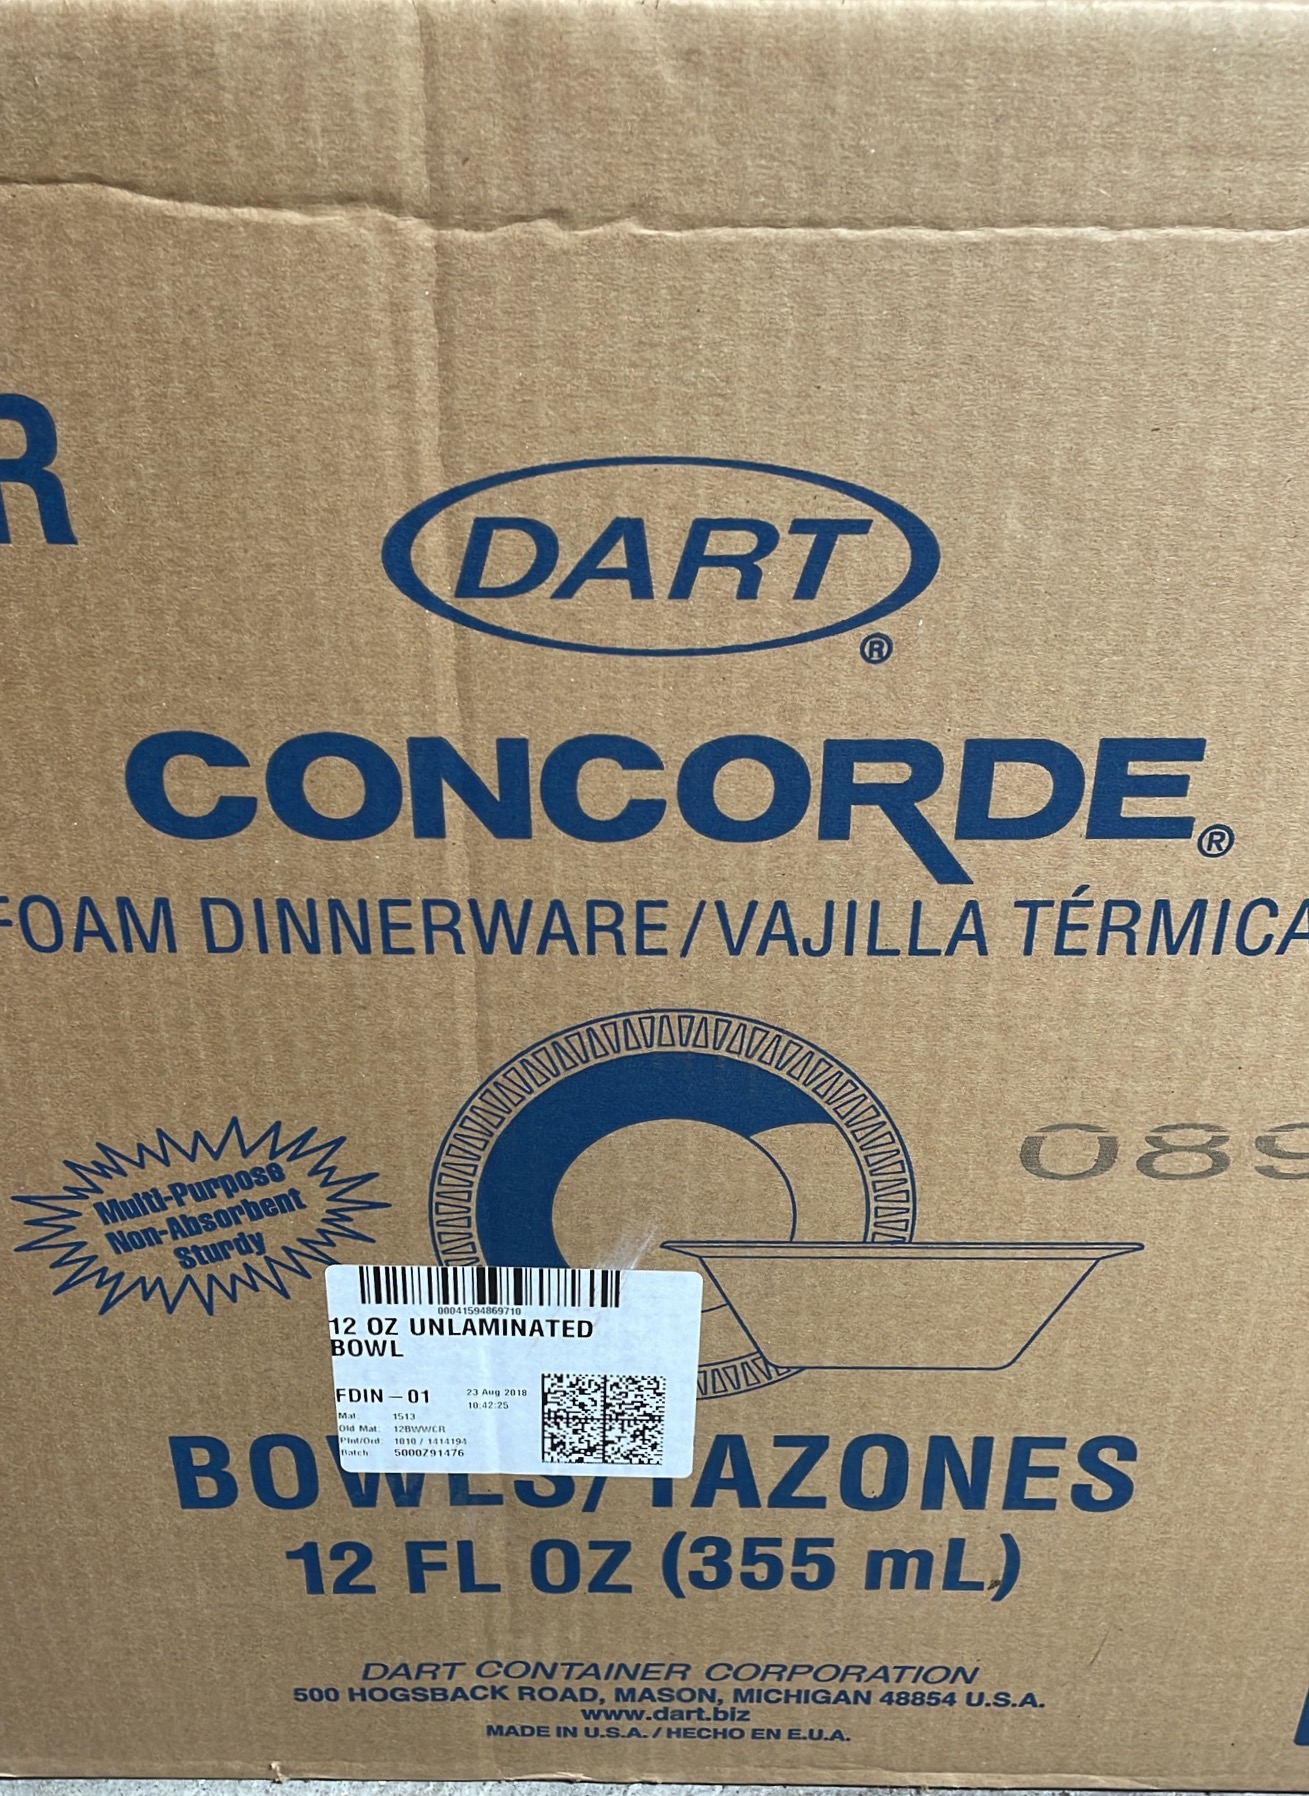 R
DART
®
CONCORDE®
FOAM DINNERWARE/VAJILLA TÉRMICA
089
Multi-Purpose
Non-Absorbent
Sturdy
00041594869710
12 OZ UNLAMINATED
BOWL
FDIN – 01
23 Aug 2018
10:42:25
Mat: 1513
Old Mat: 12BWWCR
Plnt/Ord: 1010 / 1414194
Batch: 5000Z91476
BOWLS/TAZONES
12 FL OZ (355 mL)
DART CONTAINER CORPORATION
500 HOGSBACK ROAD, MASON, MICHIGAN 48854 U.S.A.
www.dart.biz
MADE IN U.S.A. / HECHO EN E.U.A.